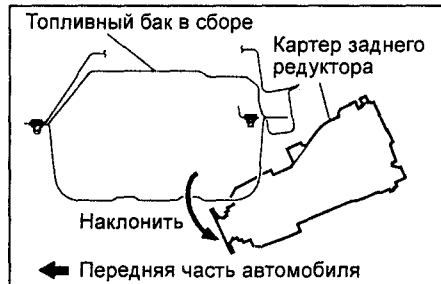 Топливный бак в сборе
Картер заднего
редуктора
Наклонить
Передняя часть автомобиля